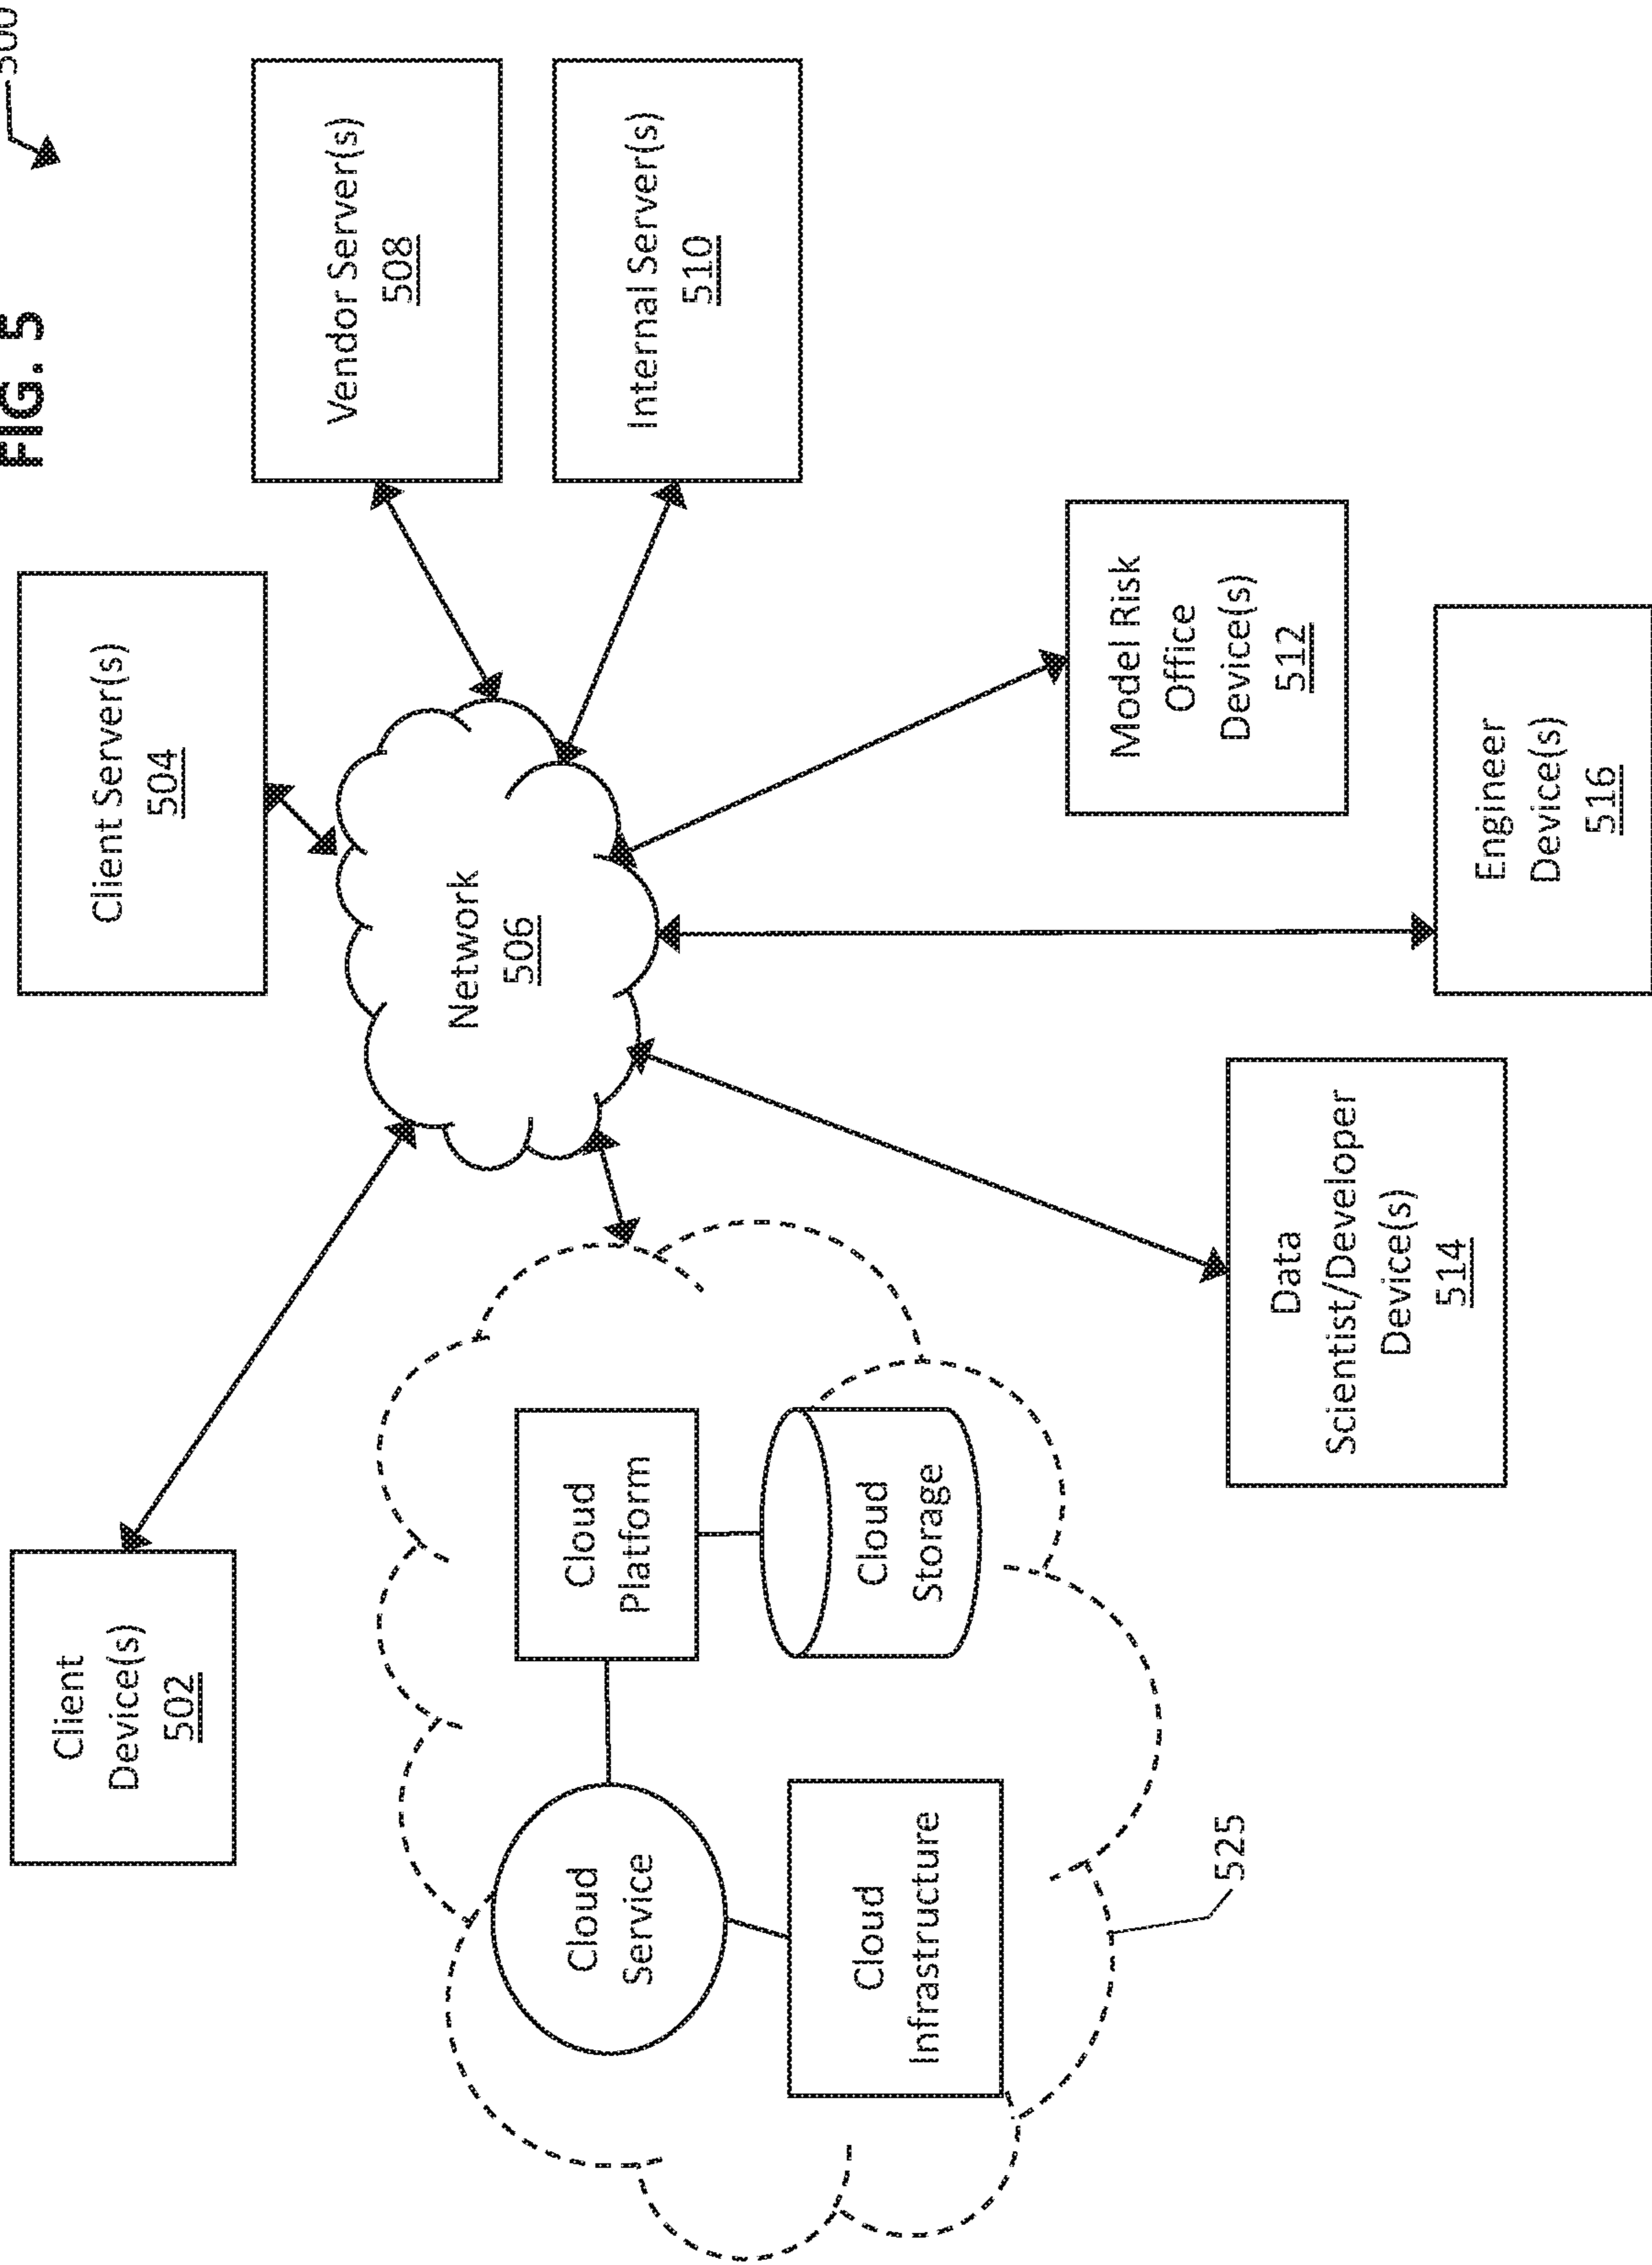 FIG. 5
500
Client
Device(s)
502
Client Server(s)
504
Vendor Server(s)
508
Internal Server(s)
510
Network
506
Cloud
Service
Cloud
Platform
Cloud
Infrastructure
Cloud
Storage
525
Data
Scientist/Developer
Device(s)
514
Engineer
Device(s)
516
Model Risk
Office
Device(s)
512